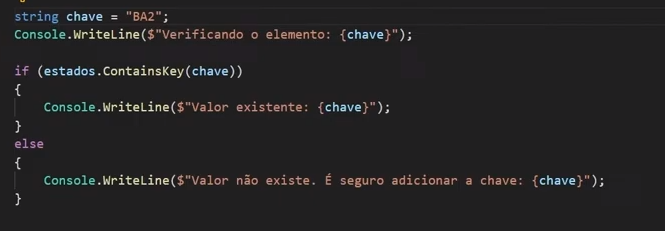 string chave = "BA2";
Console.WriteLine($"Verificando o elemento: {chave}");
if (estados.ContainsKey(chave))
{
Console.WriteLine($"Valor existente: {chave}");
}
else
{
Console.WriteLine($"Valor não existe. É seguro adicionar a chave: {chave}");
}